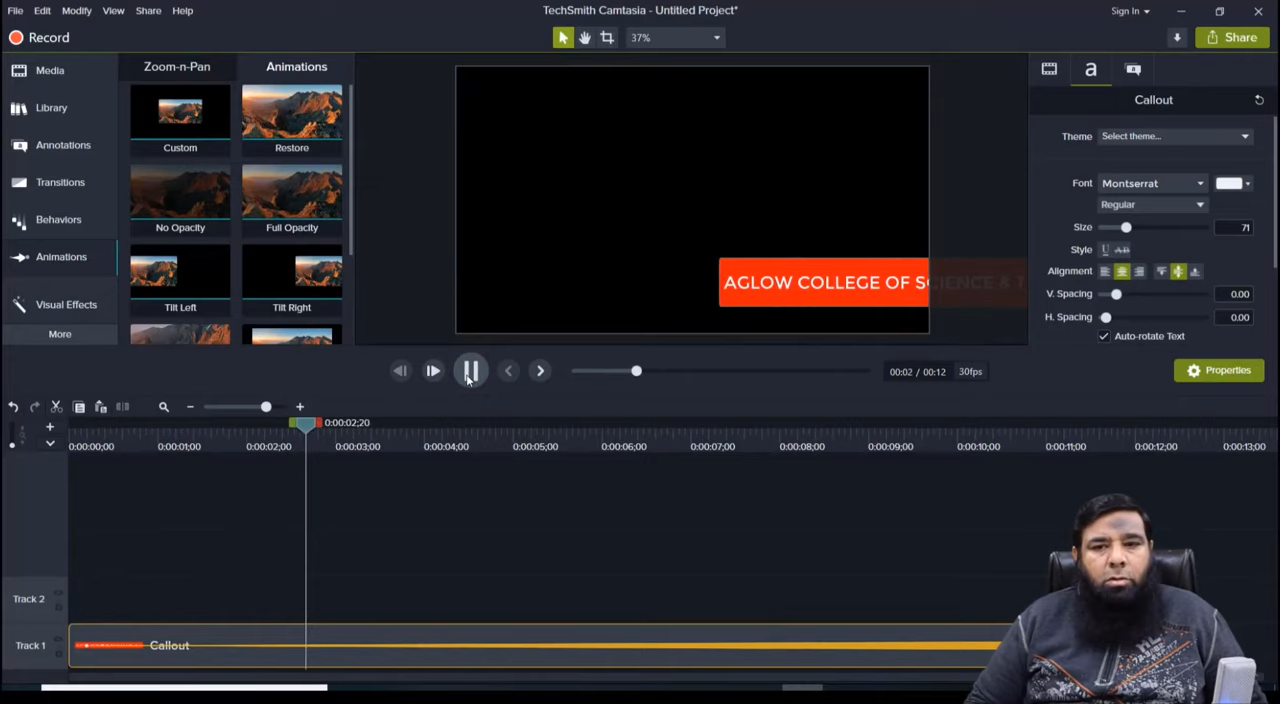 File Edit Modify View Share Help
TechSmith Camtasia - Untitled Project*
Sign In
Record
37%
Share
Media
Library
Annotations
Transitions
Behaviors
Animations
Visual Effects
More
Zoom-n-Pan
Animations
Custom
Restore
No Opacity
Full Opacity
Tilt Left
Tilt Right
AGLOW COLLEGE OF SCIENCE & T
a
Callout
Theme Select theme...
Font Montserrat
Regular
Size 71
Style U AB
Alignment
V. Spacing 0.00
H. Spacing 0.00
Auto-rotate Text
00:02 / 00:12 30fps
Properties
0:00:02;20
0:00:00;00 0:00:01;00 0:00:02;00 0:00:03;00 0:00:04;00 0:00:05;00 0:00:06;00 0:00:07;00 0:00:08;00 0:00:09;00 0:00:10;00 0:00:11;00 0:00:12;00 0:00:13;00
Track 2
Track 1
Callout